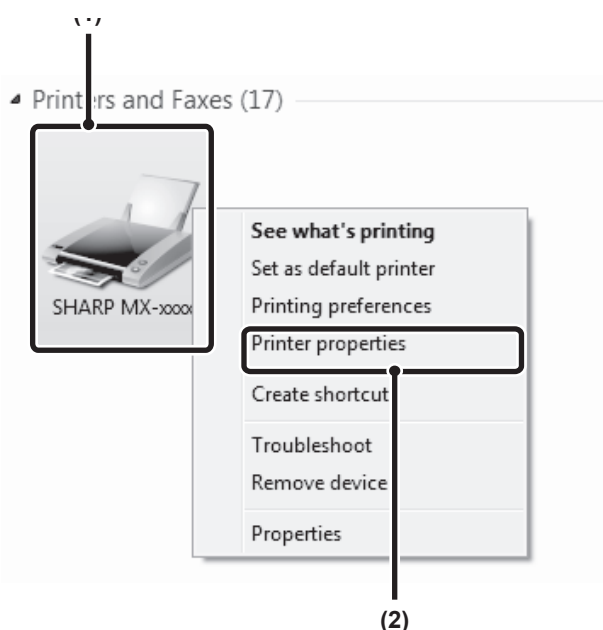 (1)
Printers and Faxes (17)
SHARP MX-xxxx
See what's printing
Set as default printer
Printing preferences
Printer properties
Create shortcut
Troubleshoot
Remove device
Properties
(2)